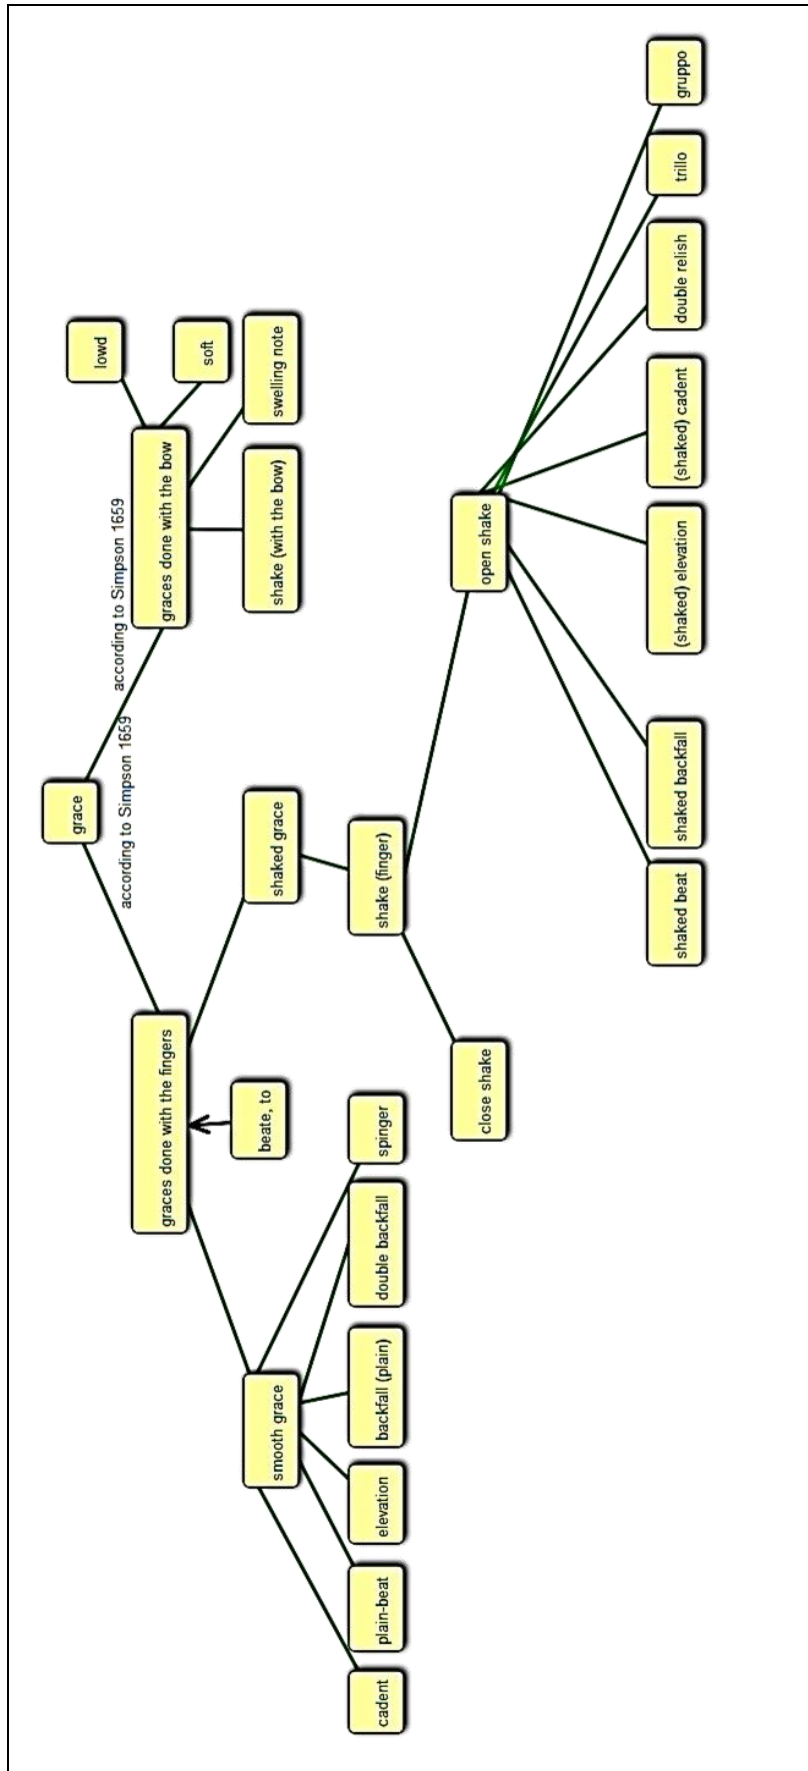 grace
according to Simpson 1659
according to Simpson 1659
graces done with the fingers
graces done with the bow
lowd
soft
beate, to
smooth grace
shaked grace
shake (with the bow)
swelling note
cadent
plain-beat
elevation
backfall (plain)
double backfall
spinger
shake (finger)
close shake
open shake
shaked beat
shaked backfall
(shaked) elevation
(shaked) cadent
double relish
trillo
gruppo